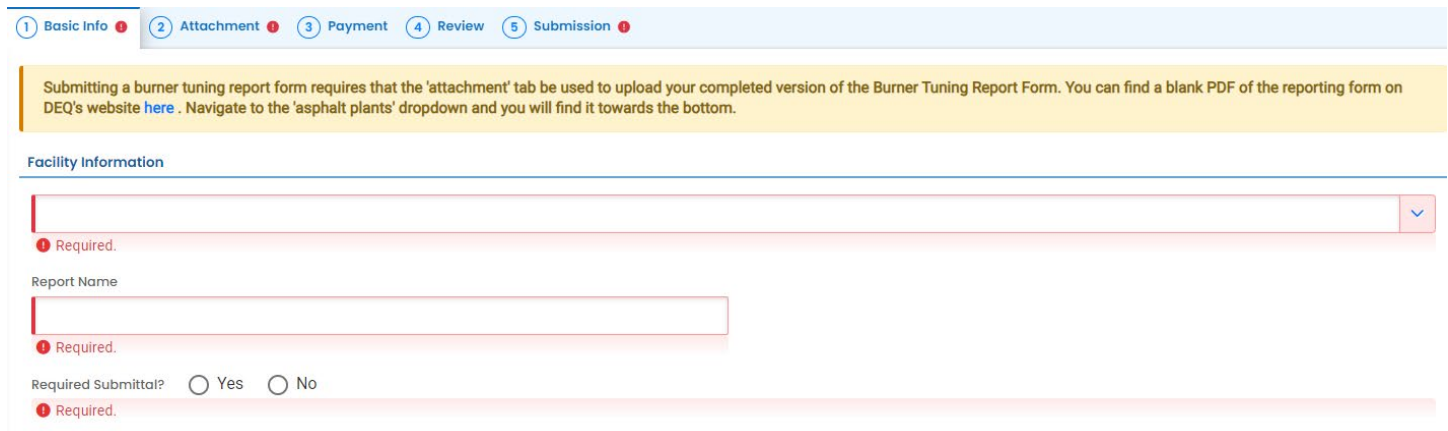 1 Basic Info 2 Attachment 3 Payment 4 Review 5 Submission
Submitting a burner tuning report form requires that the 'attachment' tab be used to upload your completed version of the Burner Tuning Report Form. You can find a blank PDF of the reporting form on
DEQ's website here . Navigate to the 'asphalt plants' dropdown and you will find it towards the bottom.
Facility Information
Required.
Report Name
Required.
Required Submittal? Yes No
Required.